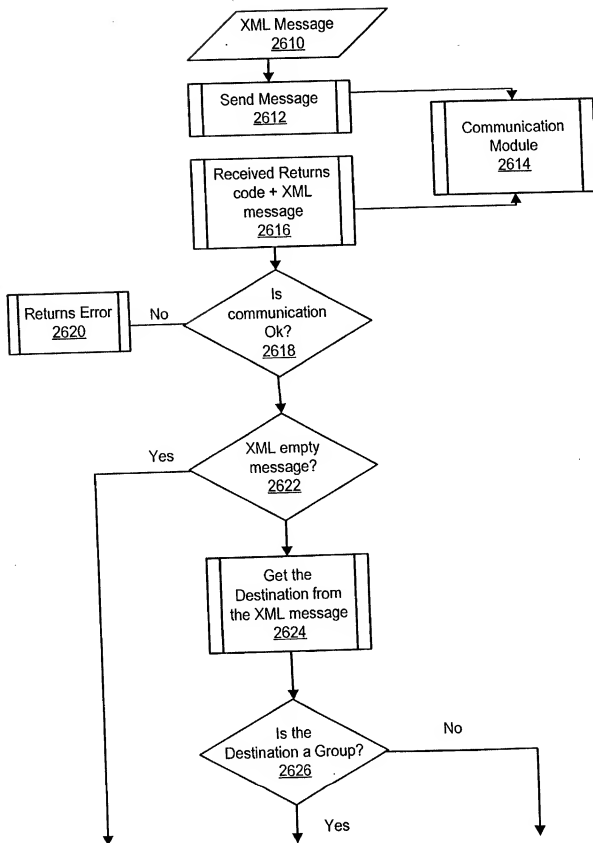 XML Message
2610
Send Message
2612
Communication
Module
2614
Received Returns
code + XML
message
2616
Is
communication
Ok?
2618
No
Returns Error
2620
Yes
XML empty
message?
2622
Get the
Destination from
the XML message
2624
Is the
Destination a Group?
2626
No
Yes